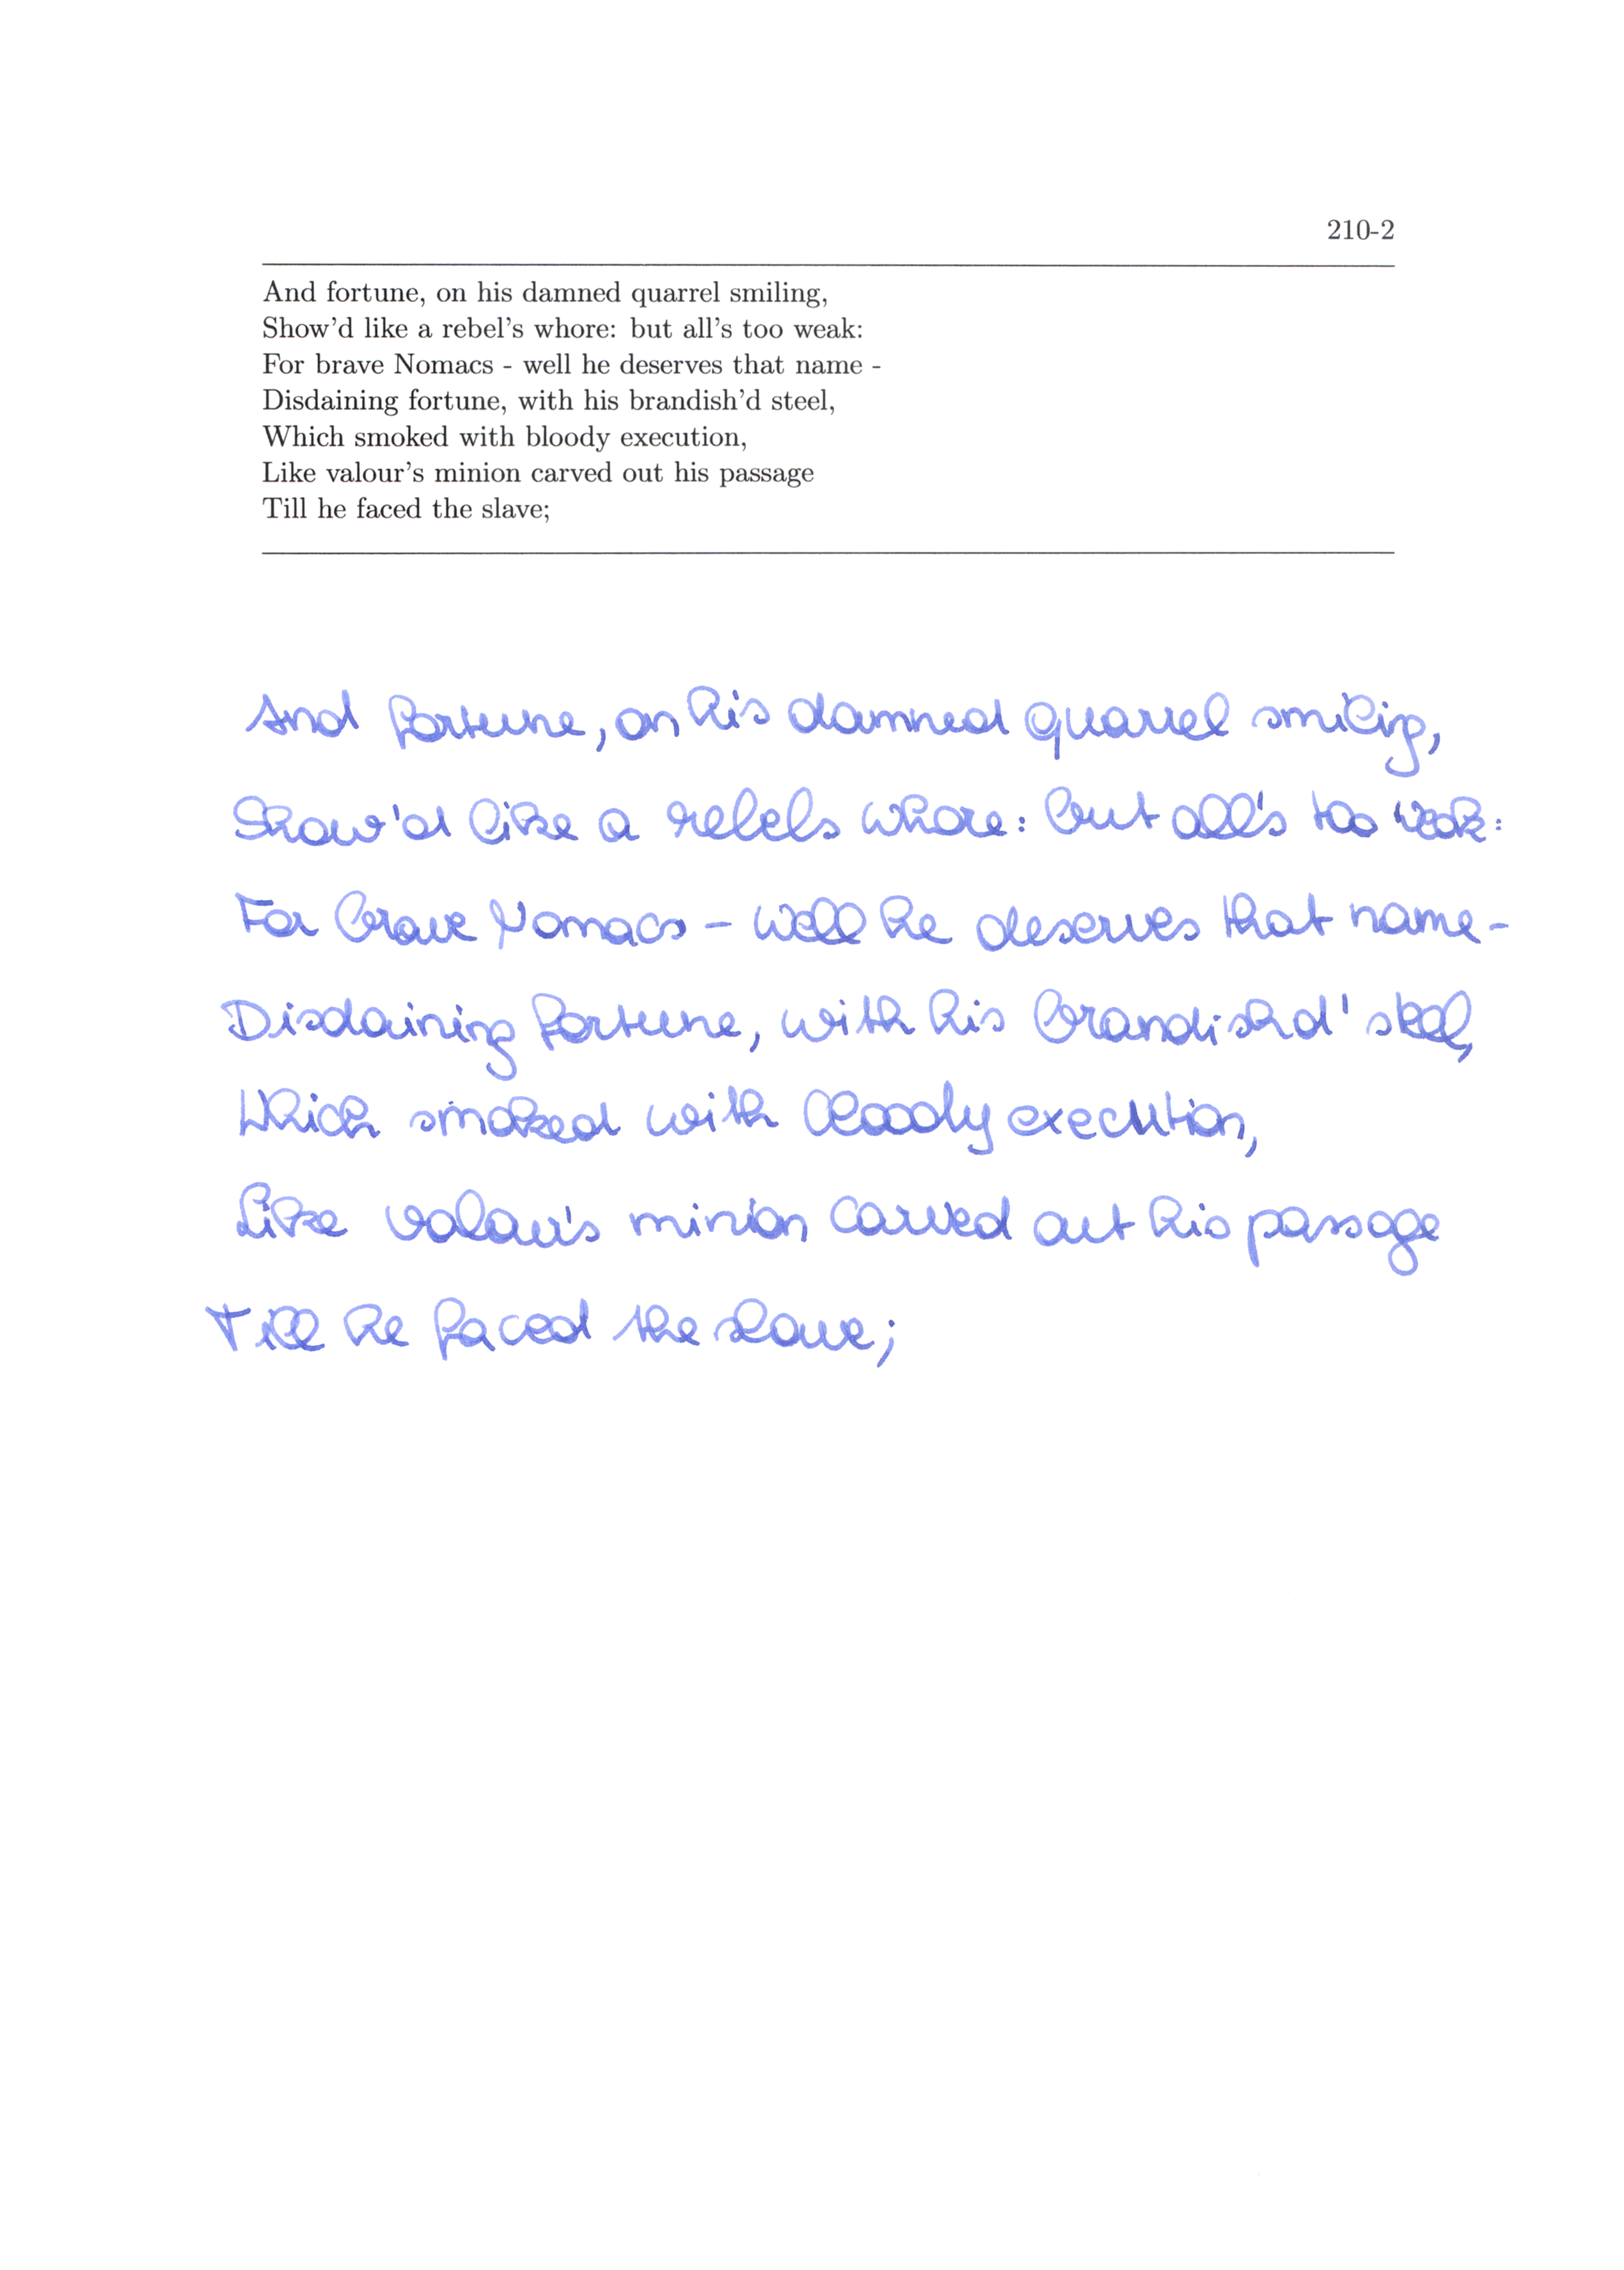 210-2
And fortune, on his damned quarrel smiling,
Show'd like a rebel's whore: but all's too weak:
For brave Nomacs - well he deserves that name -
Disdaining fortune, with his brandish'd steel,
Which smoked with bloody execution,
Like valour's minion carved out his passage
Till he faced the slave;
And fortune, on his damned quarrel smiling,
Show'd like a rebels whore: but all's too weak:
For brave Nomacs - well he deserves that name -
Disdaining fortune, with his brandishd' steel,
Which smoked with bloody execution,
Like valour's minion carved out his passage
Till he faced the slave;